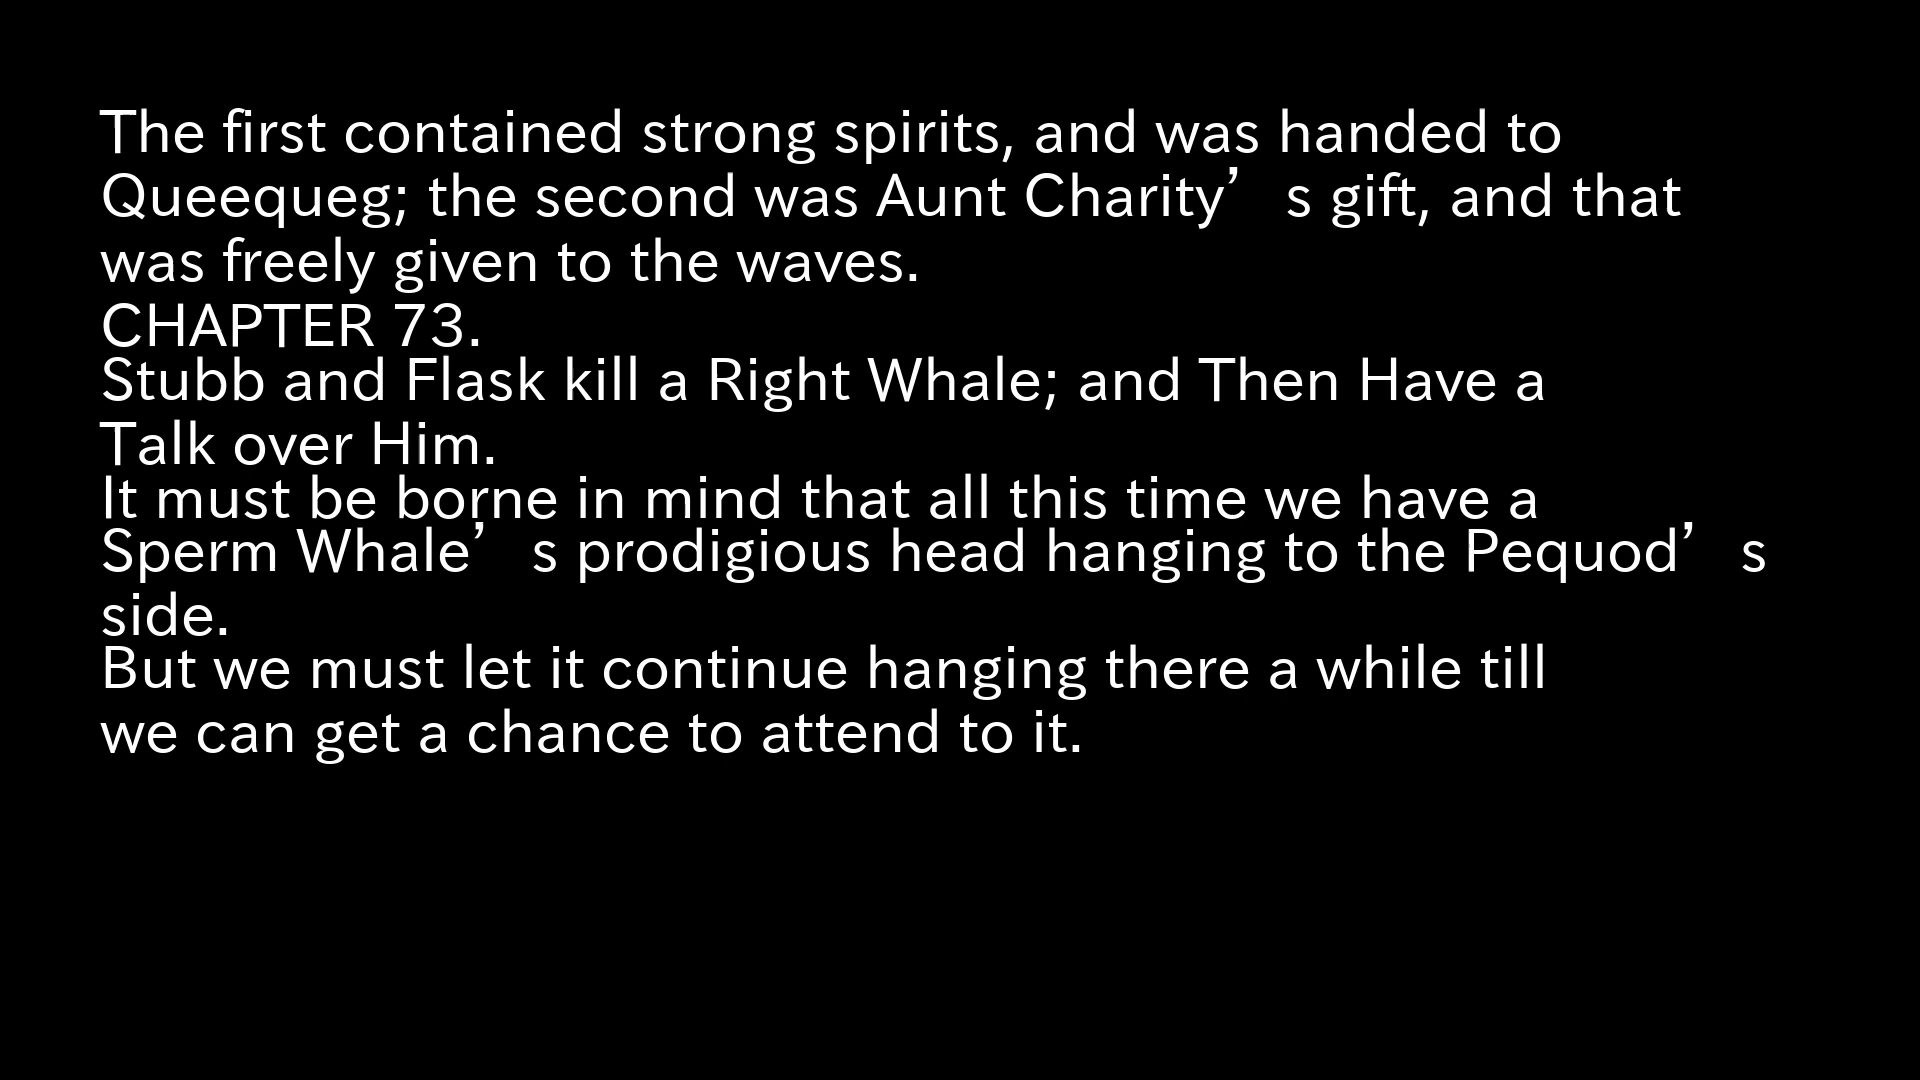 The first contained strong spirits, and was handed to
Queequeg; the second was Aunt Charity’s gift, and that
was freely given to the waves.
CHAPTER 73.
Stubb and Flask kill a Right Whale; and Then Have a
Talk over Him.
It must be borne in mind that all this time we have a
Sperm Whale’s prodigious head hanging to the Pequod’s
side.
But we must let it continue hanging there a while till
we can get a chance to attend to it.